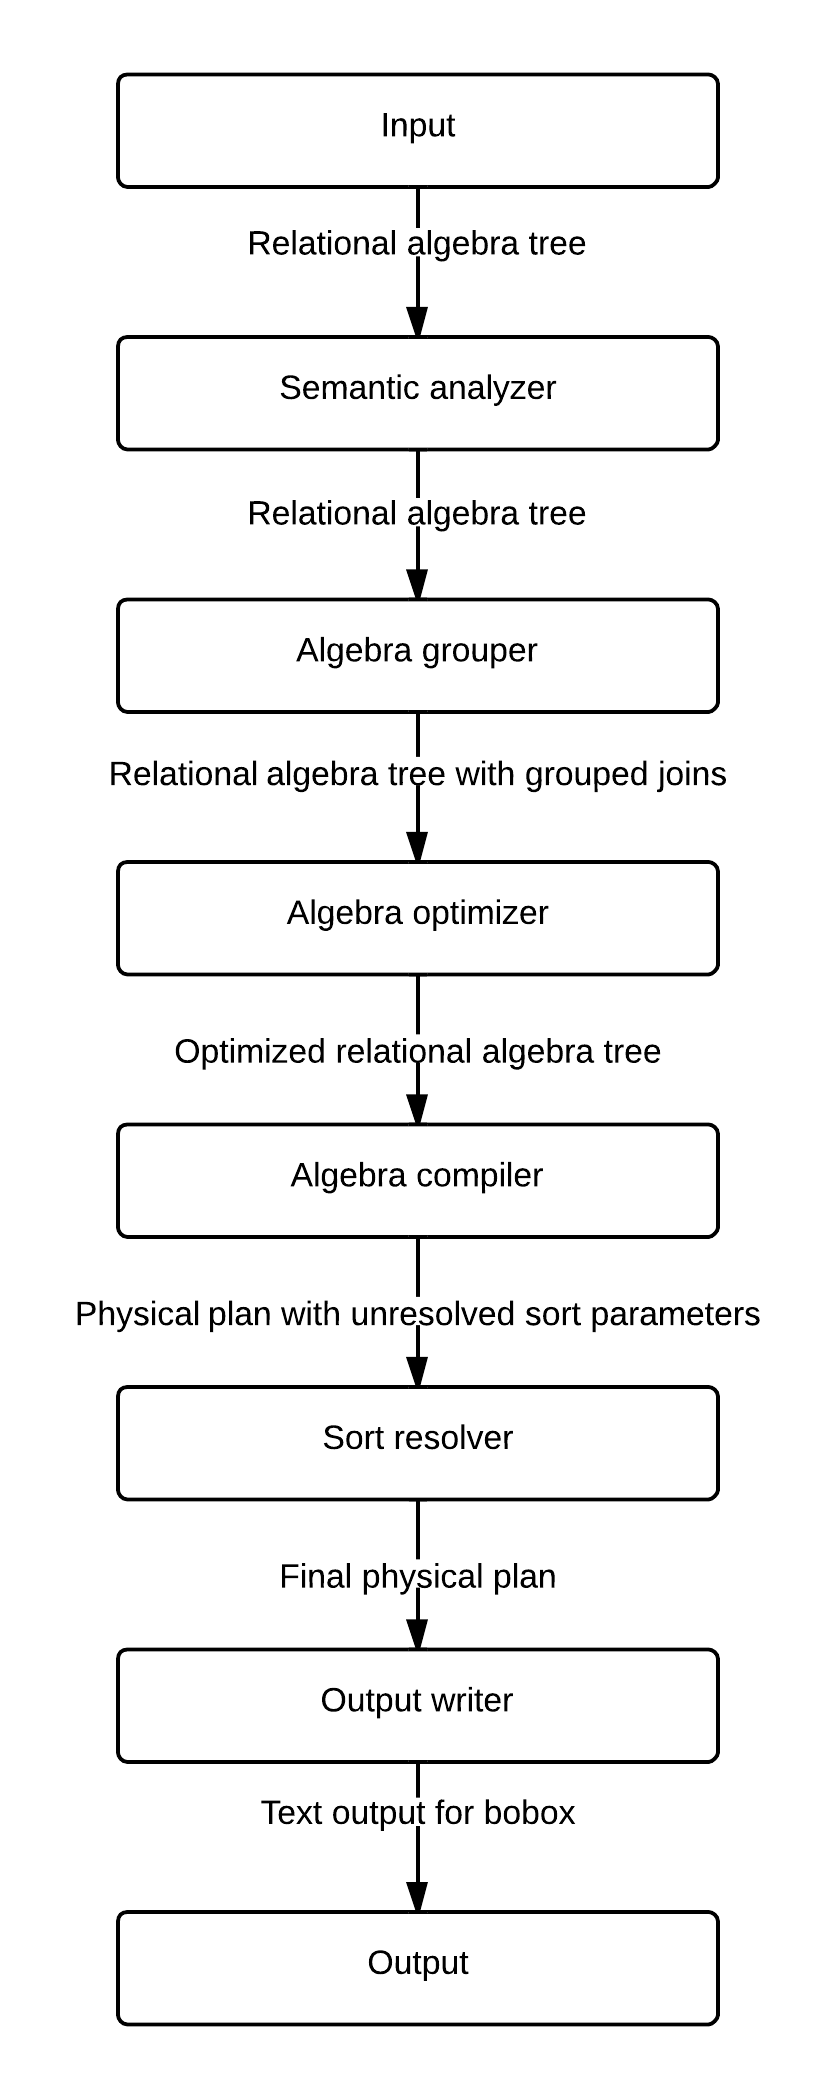 Input
Relational algebra tree
Semantic analyzer
Relational algebra tree
Algebra grouper
Relational algebra tree with grouped joins
Algebra optimizer
Optimized relational algebra tree
Algebra compiler
Physical plan with unresolved sort parameters
Sort resolver
Final physical plan
Output writer
Text output for bobox
Output